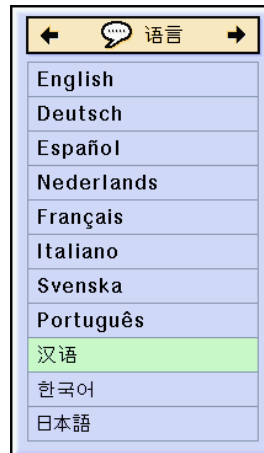 语言
English
Deutsch
Español
Nederlands
Français
Italiano
Svenska
Português
汉语
한국어
日本語